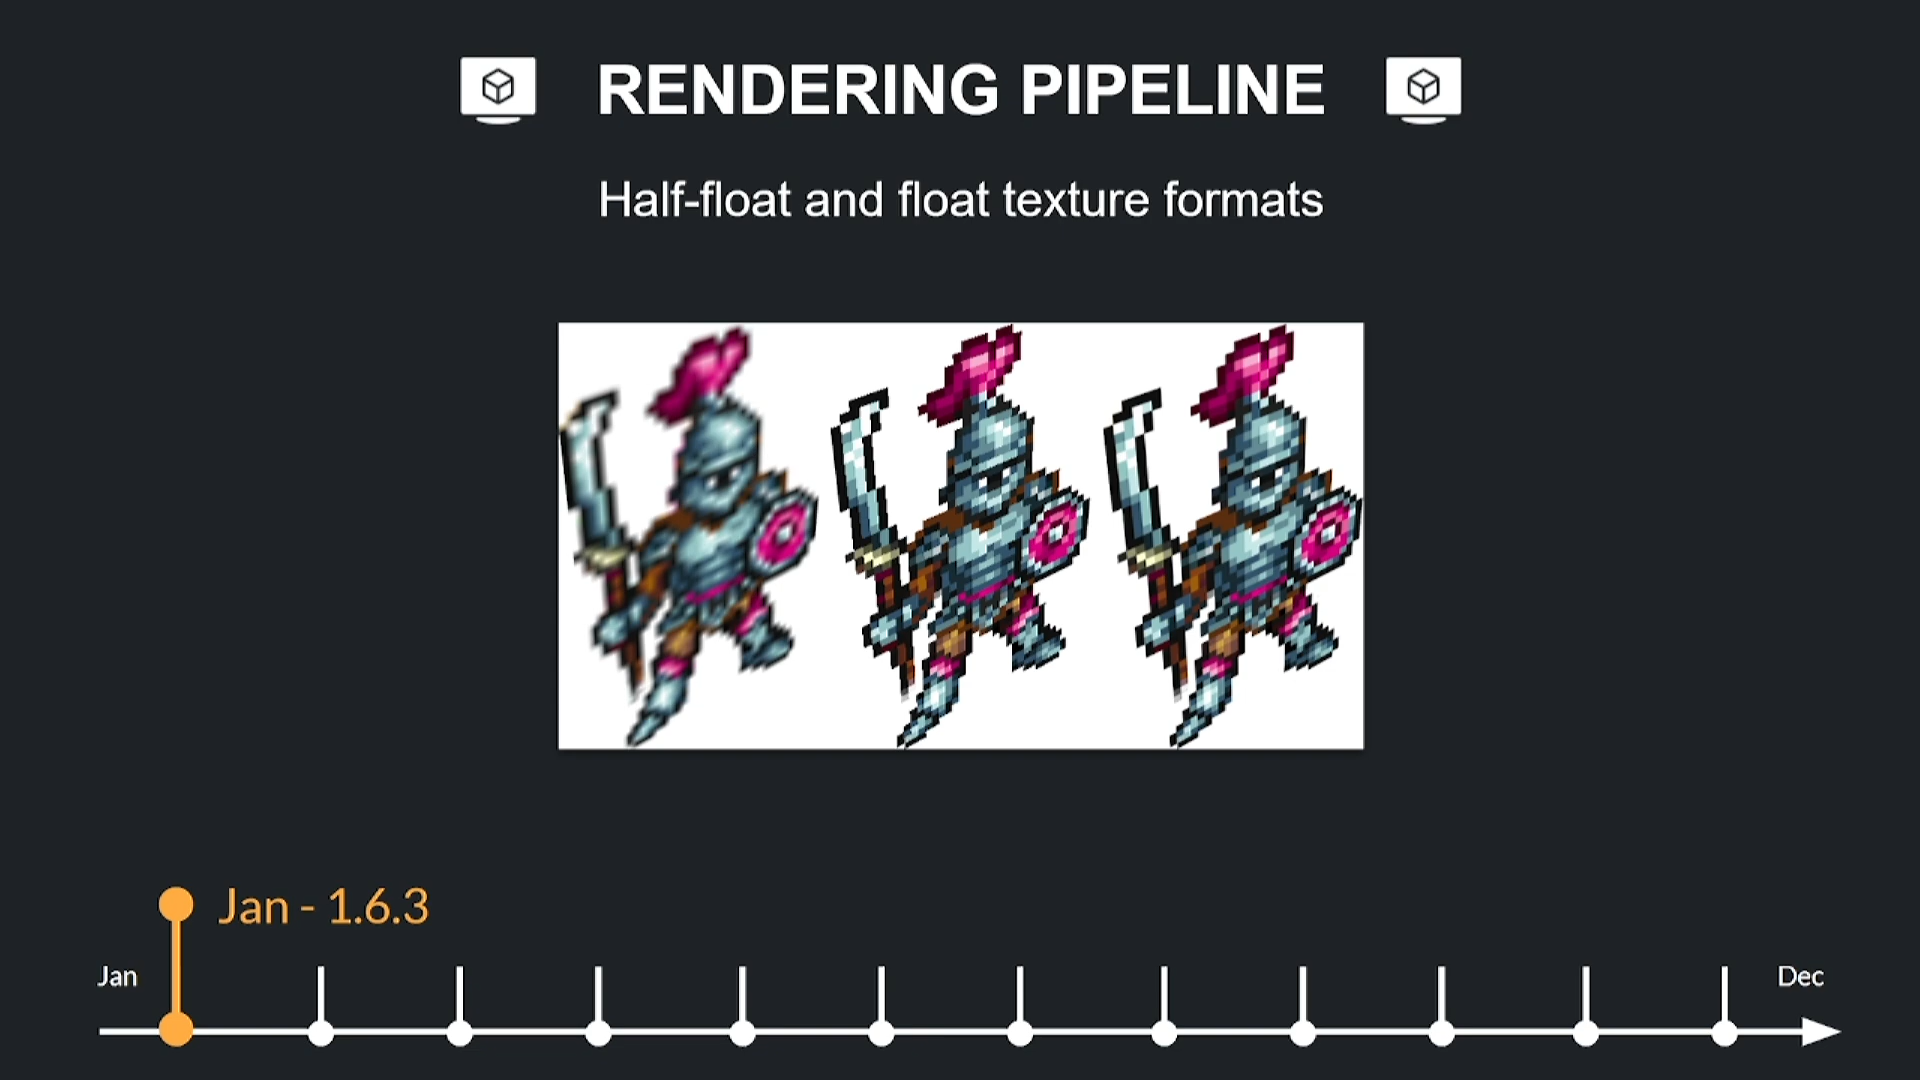 RENDERING PIPELINE
Half-float and float texture formats
Jan - 1.6.3
Jan
Dec